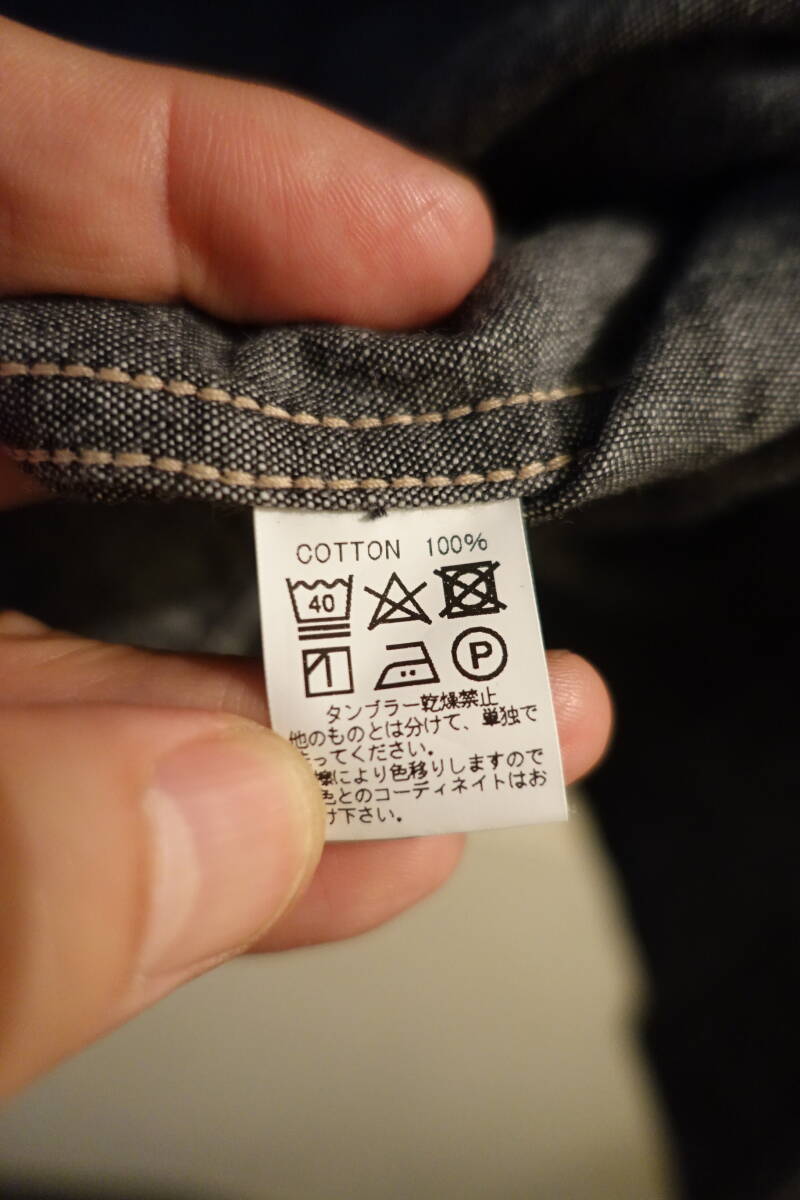 COTTON 100%
40
P
タンブラー乾燥禁止
他のものとは分けて、単独で
ってください。
擦により色移りしますので
色とのコーディネイトはお
け下さい。